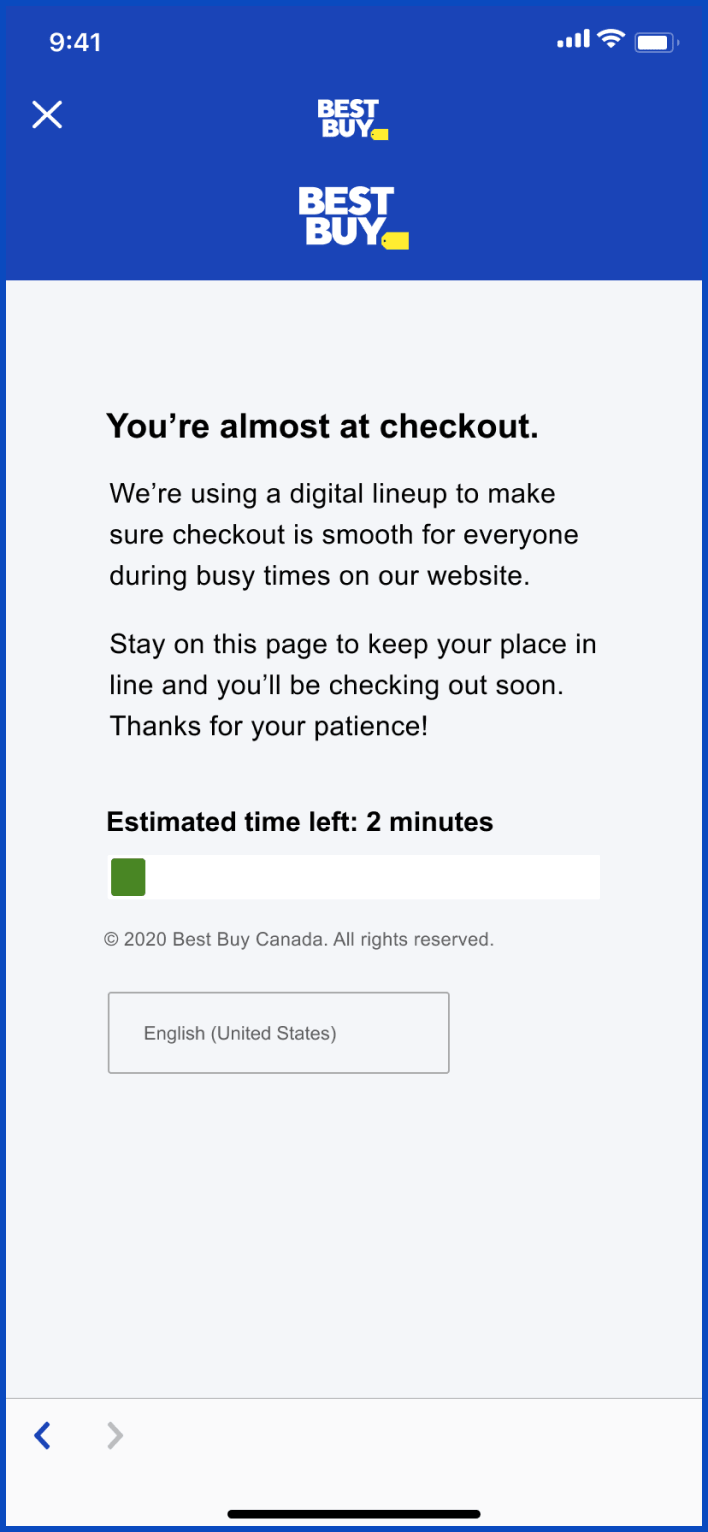 9:41
BEST
BUY
BEST
BUY
You’re almost at checkout.
We’re using a digital lineup to make
sure checkout is smooth for everyone
during busy times on our website.
Stay on this page to keep your place in
line and you’ll be checking out soon.
Thanks for your patience!
Estimated time left: 2 minutes
© 2020 Best Buy Canada. All rights reserved.
English (United States)